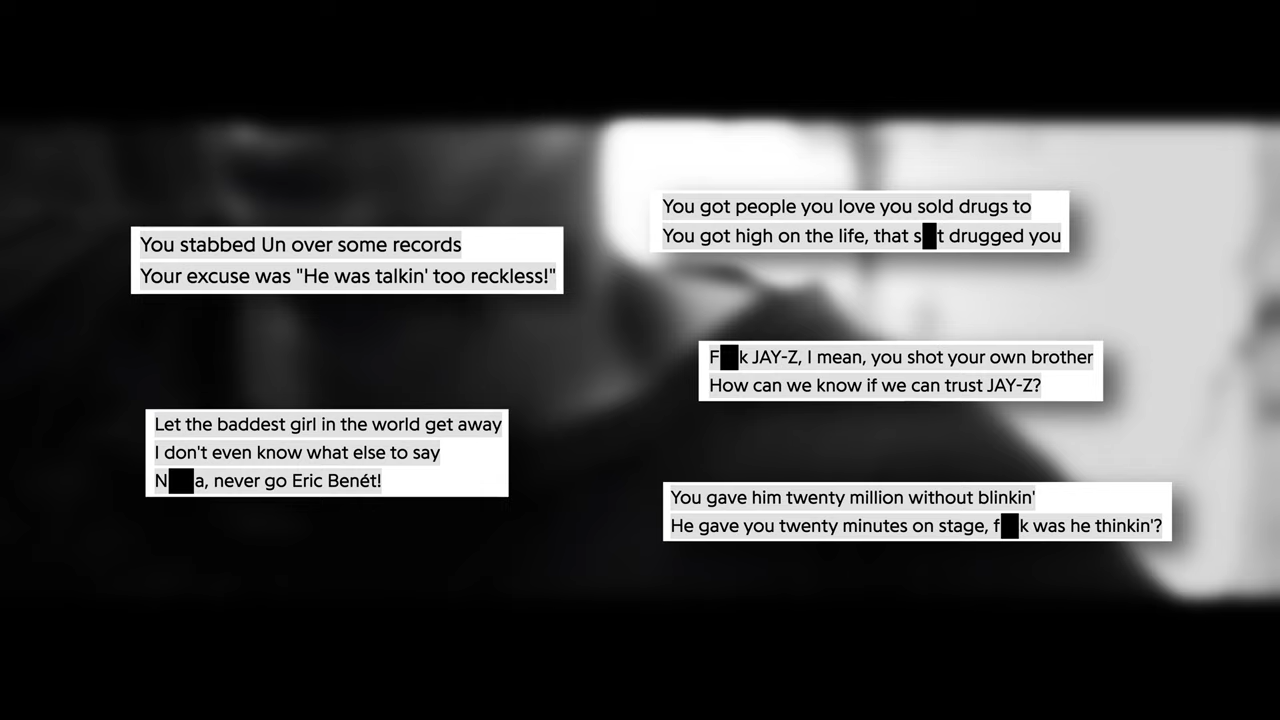 You stabbed Un over some records
Your excuse was "He was talkin' too reckless!"
Let the baddest girl in the world get away
I don't even know what else to say
N██a, never go Eric Benét!
You got people you love you sold drugs to
You got high on the life, that s█t drugged you
F█k JAY-Z, I mean, you shot your own brother
How can we know if we can trust JAY-Z?
You gave him twenty million without blinkin'
He gave you twenty minutes on stage, f█k was he thinkin'?